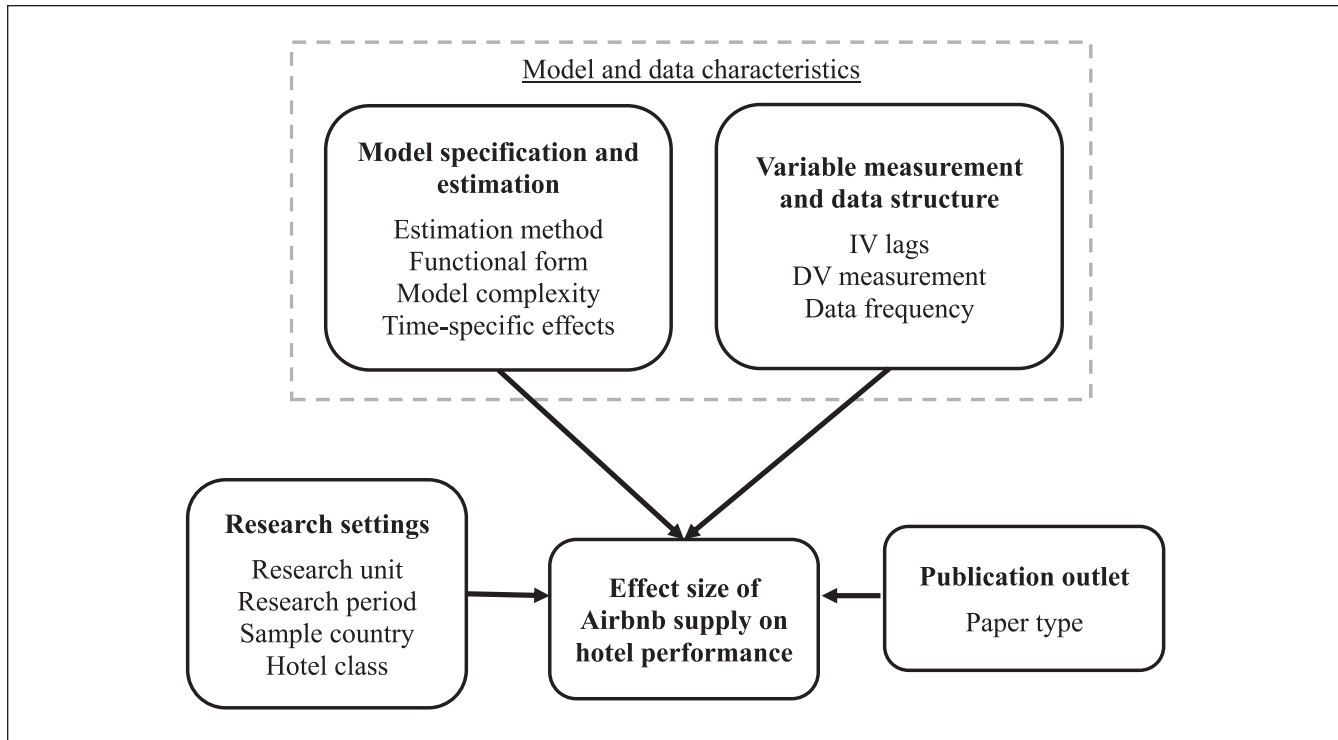 Model and data characteristics
Model specification and
estimation
Estimation method
Functional form
Model complexity
Time-specific effects
Variable measurement
and data structure
IV lags
DV measurement
Data frequency
Research settings
Research unit
Research period
Sample country
Hotel class
Effect size of
Airbnb supply on
hotel performance
Publication outlet
Paper type